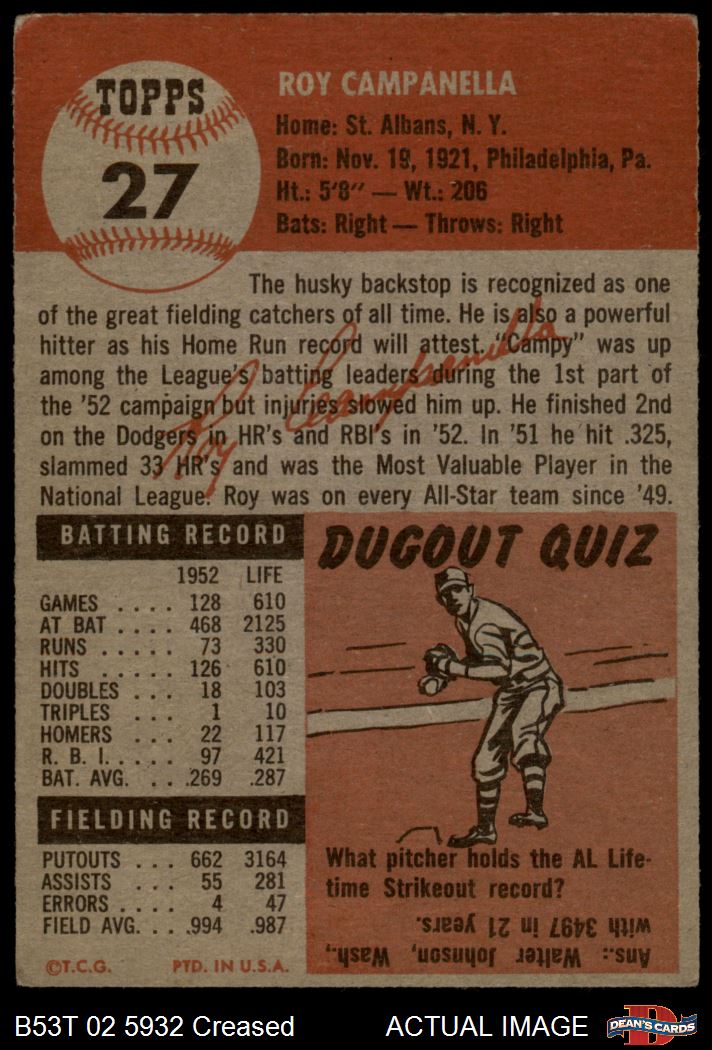 TOPPS
27
ROY CAMPANELLA
Home: St. Albans, N. Y.
Born: Nov. 19, 1921, Philadelphia, Pa.
Ht.: 5'8" — Wt.: 206
Bats: Right — Throws: Right
The husky backstop is recognized as one
of the great fielding catchers of all time. He is also a powerful
hitter as his Home Run record will attest. "Campy" was up
among the League's batting leaders during the 1st part of
the '52 campaign but injuries slowed him up. He finished 2nd
on the Dodgers in HR's and RBI's in '52. In '51 he hit .325,
slammed 33 HR's and was the Most Valuable Player in the
National League. Roy was on every All-Star team since '49.
Roy Campanella
BATTING RECORD
1952 LIFE
GAMES .... 128 610
AT BAT .... 468 2125
RUNS ..... 73 330
HITS ..... 126 610
DOUBLES ... 18 103
TRIPLES ... 1 10
HOMERS ... 22 117
R. B. I. .... 97 421
BAT. AVG. ... .269 .287
FIELDING RECORD
PUTOUTS ... 662 3164
ASSISTS ... 55 281
ERRORS .... 4 47
FIELD AVG. .. .994 .987
©T.C.G. PTD. IN U.S.A.
DUGOUT QUIZ
What pitcher holds the AL Life-
time Strikeout record?
Ans.: Walter Johnson, Wash.,
with 3497 in 21 years.
B53T 02 5932 Creased ACTUAL IMAGE
D
DEAN'S CARDS